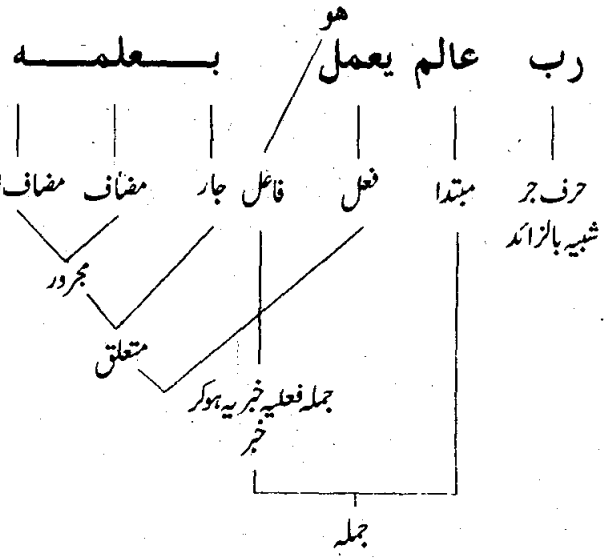 هو
رب عالم يعمل بـــعلمـــه
حرف جر مبتدا فعل فاعل جار مضاف مضاف
شبیہ بالزائد
مجرور
متعلق
جملہ فعلیہ خبریہ ہوکر
خبر
جملہ